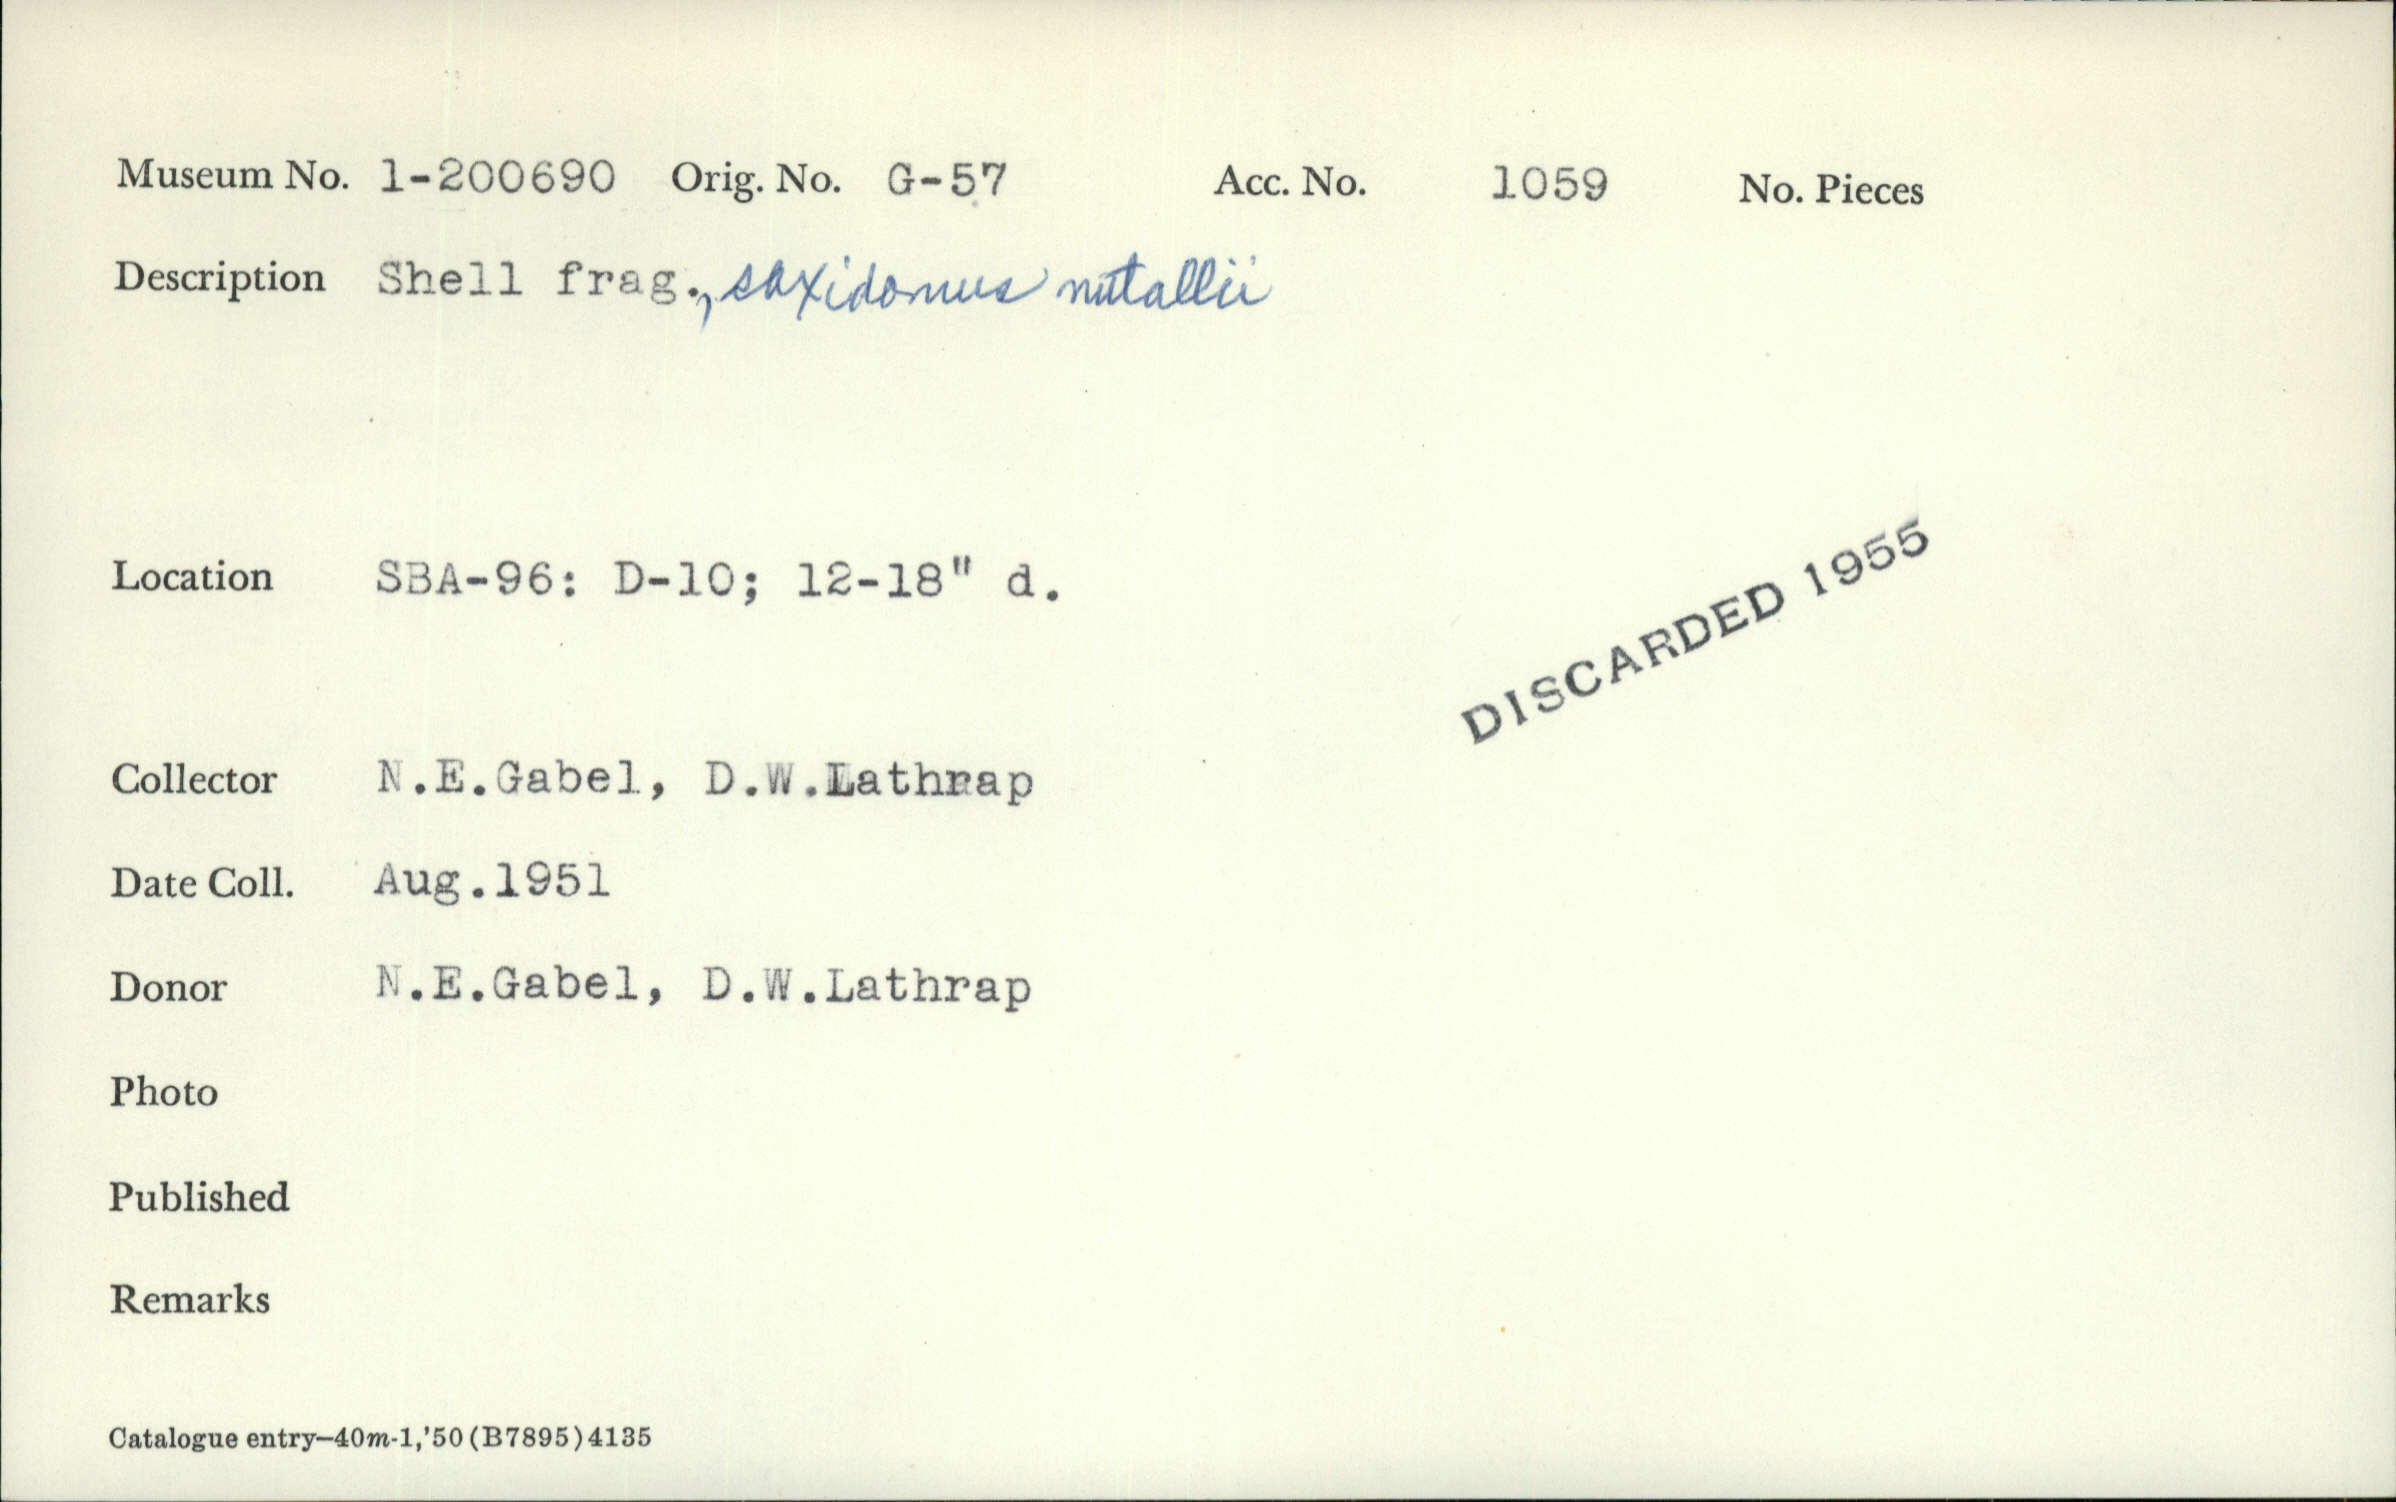 Museum No. 1-200690 Orig. No. G-57 Acc. No. 1059 No. Pieces
Description Shell frag., saxidomus nutallii
Location SBA-96: D-10; 12-18" d.
DISCARDED 1955
Collector N.E.Gabel, D.W.Lathrap
Date Coll. Aug.1951
Donor N.E.Gabel, D.W.Lathrap
Photo
Published
Remarks
Catalogue entry—40m-1,'50(B7895)4135